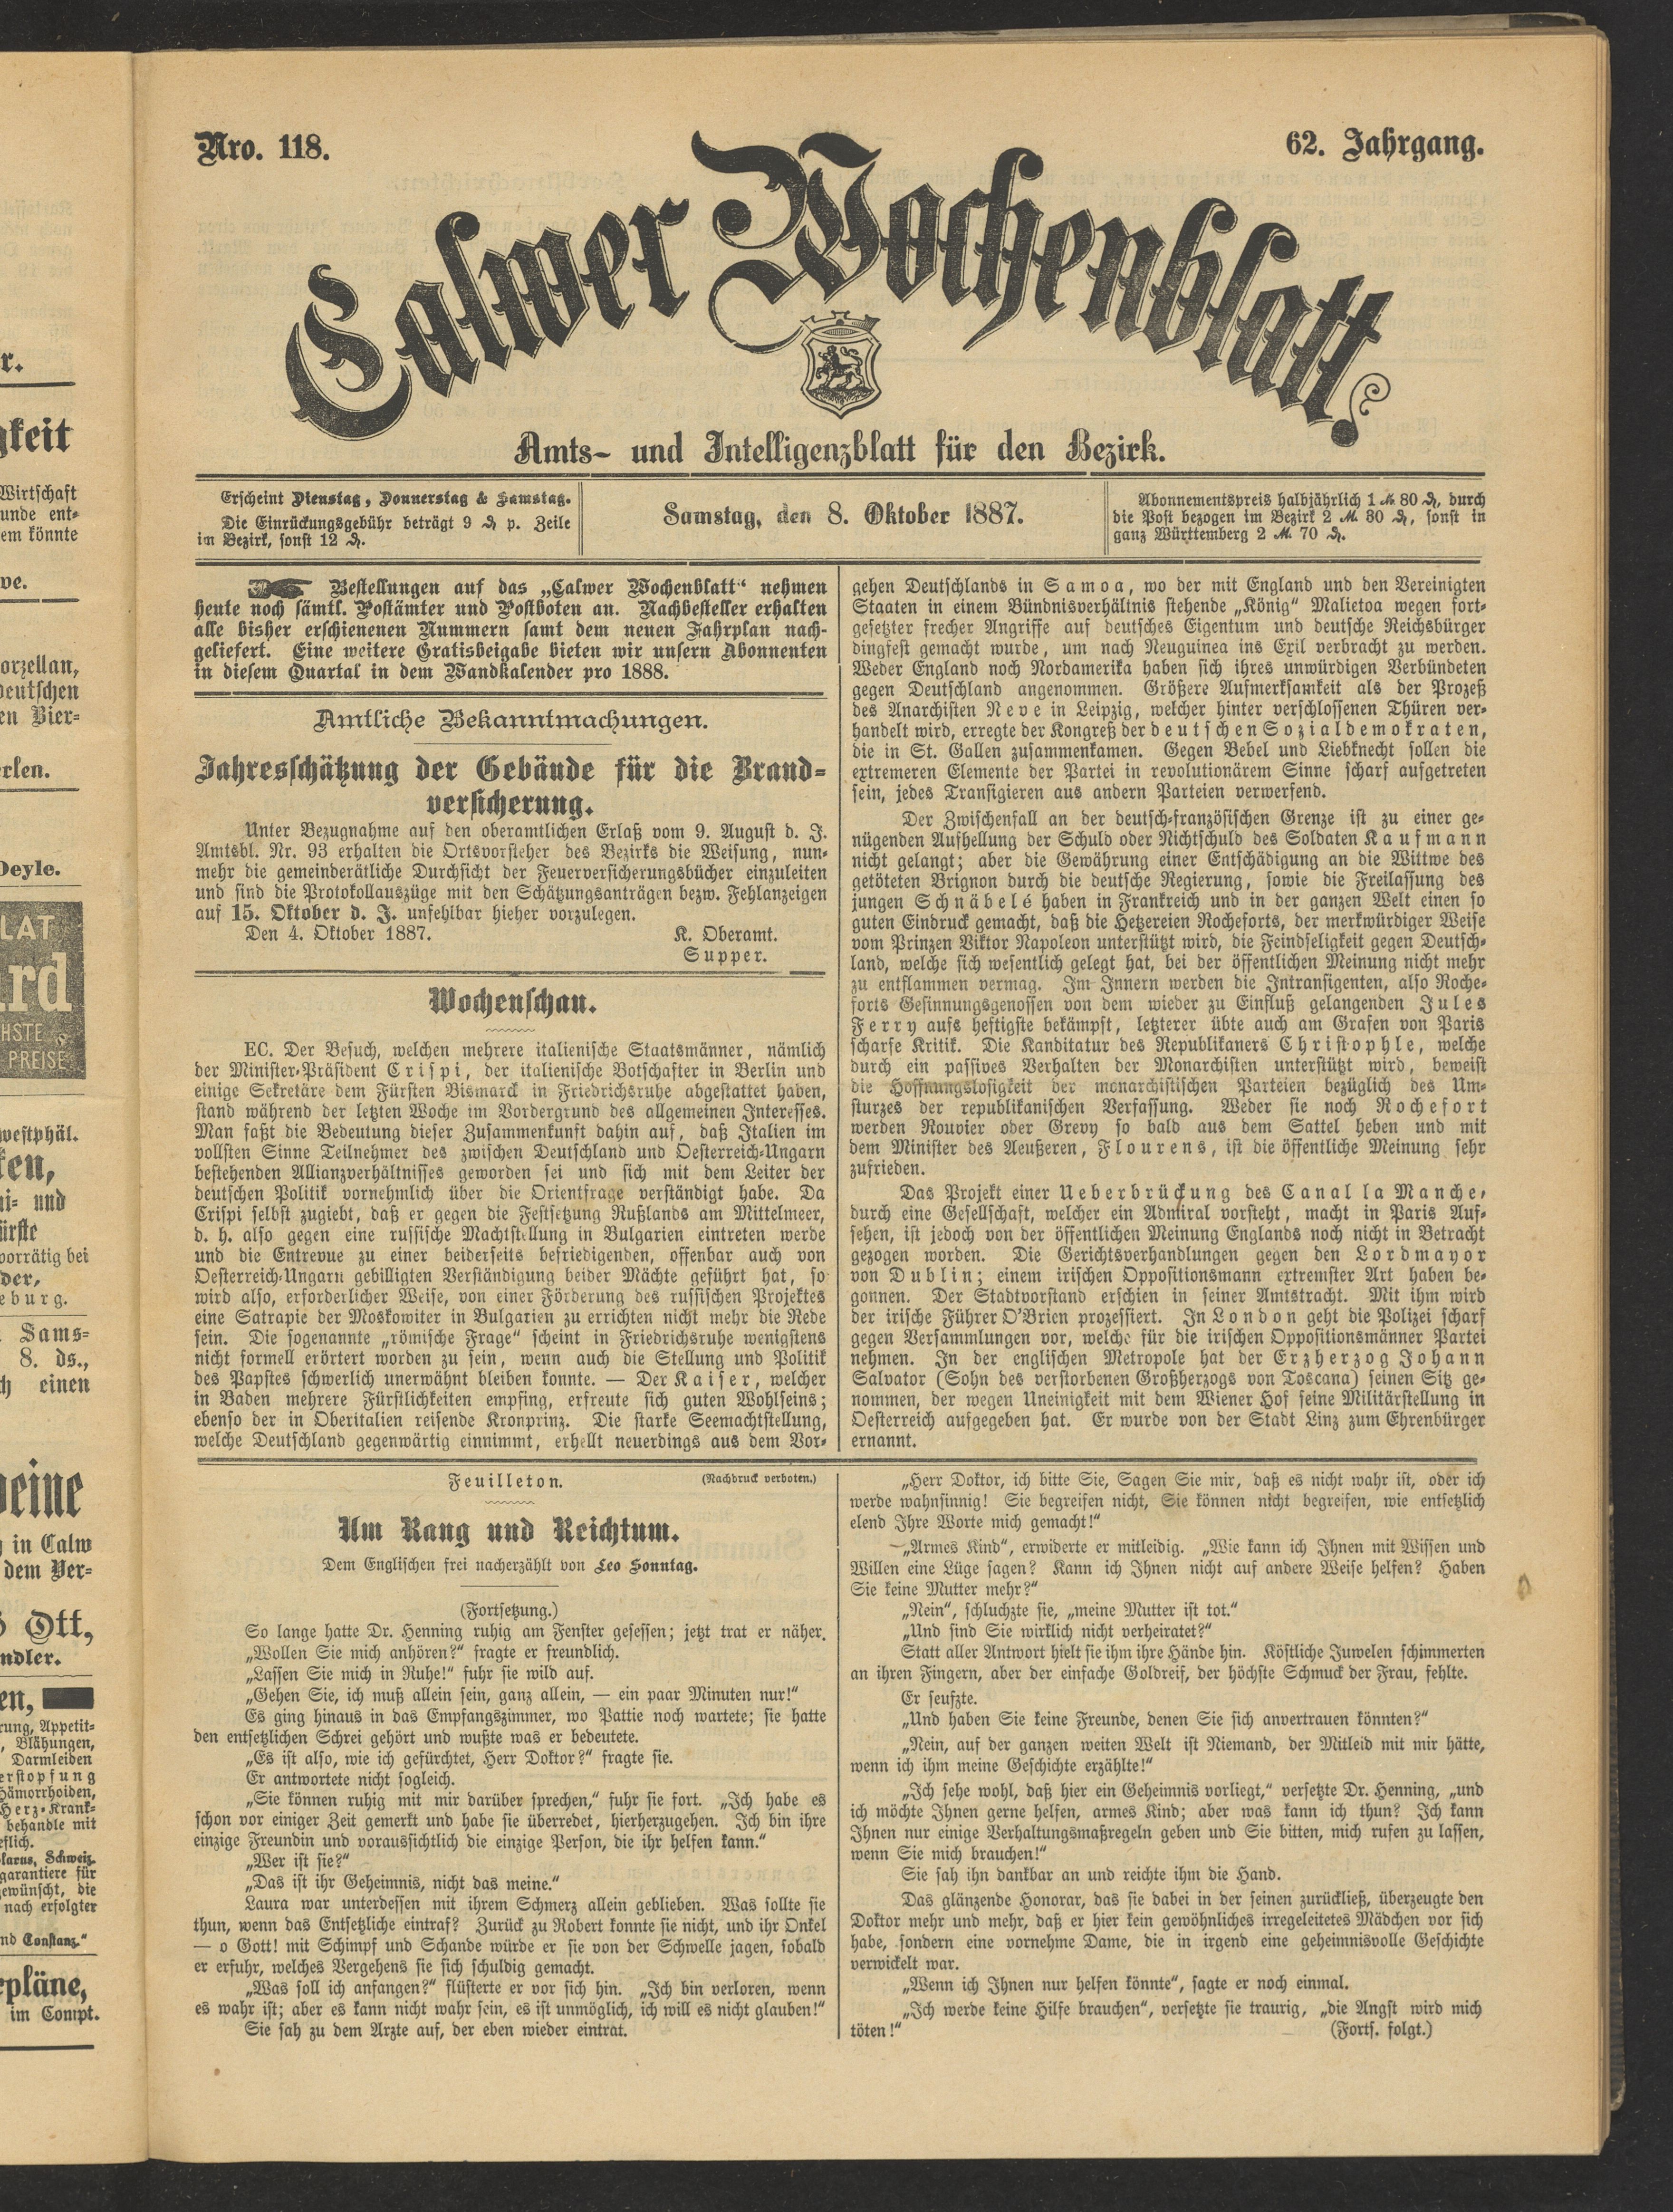 Nro. 118.
62. Jahrgang.
Calwer Wochenblatt
Amts- und Intelligenzblatt für den Bezirk.
Erscheint Dienstag, Donnerstag & Samstag.
Die Einrückungsgebühr beträgt 9 ₰ p. Zeile
im Bezirk, sonst 12 ₰.
Samstag, den 8. Oktober 1887.
Abonnementspreis halbjährlich 1 ℳ 80 ₰, durch
die Post bezogen im Bezirk 2 ℳ 30 ₰, sonst in
ganz Württemberg 2 ℳ 70 ₰.
Bestellungen auf das „Calwer Wochenblatt“ nehmen
heute noch sämtl. Postämter und Postboten an. Nachbesteller erhalten
alle bisher erschienenen Nummern samt dem neuen Fahrplan nach-
geliefert. Eine weitere Gratisbeigabe bieten wir unsern Abonnenten
in diesem Quartal in dem Wandkalender pro 1888.
Amtliche Bekanntmachungen.
Jahresschätzung der Gebäude für die Brand-
versicherung.
Unter Bezugnahme auf den oberamtlichen Erlaß vom 9. August d. J.
Amtsbl. Nr. 93 erhalten die Ortsvorsteher des Bezirks die Weisung, nun-
mehr die gemeinderätliche Durchsicht der Feuerversicherungsbücher einzuleiten
und sind die Protokollauszüge mit den Schätzungsanträgen bezw. Fehlanzeigen
auf 15. Oktober d. J. unfehlbar hieher vorzulegen.
Den 4. Oktober 1887. K. Oberamt.
Supper.
Wochenschau.
EC. Der Besuch, welchen mehrere italienische Staatsmänner, nämlich
der Minister-Präsident Crispi, der italienische Botschafter in Berlin und
einige Sekretäre dem Fürsten Bismarck in Friedrichsruhe abgestattet haben,
stand während der letzten Woche im Vordergrund des allgemeinen Interesses.
Man faßt die Bedeutung dieser Zusammenkunft dahin auf, daß Italien im
vollsten Sinne Teilnehmer des zwischen Deutschland und Oesterreich-Ungarn
bestehenden Allianzverhältnisses geworden sei und sich mit dem Leiter der
deutschen Politik vornehmlich über die Orientfrage verständigt habe. Da
Crispi selbst zugiebt, daß er gegen die Festsetzung Rußlands am Mittelmeer,
d. h. also gegen eine russische Machtstellung in Bulgarien eintreten werde
und die Entrevue zu einer beiderseits befriedigenden, offenbar auch von
Oesterreich-Ungarn gebilligten Verständigung beider Mächte geführt hat, so
wird also, erforderlicher Weise, von einer Förderung des russischen Projektes
eine Satrapie der Moskowiter in Bulgarien zu errichten nicht mehr die Rede
sein. Die sogenannte „römische Frage“ scheint in Friedrichsruhe wenigstens
nicht formell erörtert worden zu sein, wenn auch die Stellung und Politik
des Papstes schwerlich unerwähnt bleiben konnte. — Der Kaiser, welcher
in Baden mehrere Fürstlichkeiten empfing, erfreute sich guten Wohlseins;
ebenso der in Oberitalien reisende Kronprinz. Die starke Seemachtstellung,
welche Deutschland gegenwärtig einnimmt, erhellt neuerdings aus dem Vor-
gehen Deutschlands in Samoa, wo der mit England und den Vereinigten
Staaten in einem Bündnisverhältnis stehende „König“ Malietoa wegen fort-
gesetzter frecher Angriffe auf deutsches Eigentum und deutsche Reichsbürger
dingfest gemacht wurde, um nach Neuguinea ins Exil verbracht zu werden.
Weder England noch Nordamerika haben sich ihres unwürdigen Verbündeten
gegen Deutschland angenommen. Größere Aufmerksamkeit als der Prozeß
des Anarchisten Neve in Leipzig, welcher hinter verschlossenen Thüren ver-
handelt wird, erregte der Kongreß der deutschen Sozialdemokraten,
die in St. Gallen zusammenkamen. Gegen Bebel und Liebknecht sollen die
extremeren Elemente der Partei in revolutionärem Sinne scharf aufgetreten
sein, jedes Transigieren aus andern Parteien verwerfend.
Der Zwischenfall an der deutsch-französischen Grenze ist zu einer ge-
nügenden Aufhellung der Schuld oder Nichtschuld des Soldaten Kaufmann
nicht gelangt; aber die Gewährung einer Entschädigung an die Wittwe des
getöteten Brignon durch die deutsche Regierung, sowie die Freilassung des
jungen Schnäbelé haben in Frankreich und in der ganzen Welt einen so
guten Eindruck gemacht, daß die Hetzereien Rocheforts, der merkwürdiger Weise
vom Prinzen Viktor Napoleon unterstützt wird, die Feindseligkeit gegen Deutsch-
land, welche sich wesentlich gelegt hat, bei der öffentlichen Meinung nicht mehr
zu entflammen vermag. Im Innern werden die Intransigenten, also Roche-
forts Gesinnungsgenossen von dem wieder zu Einfluß gelangenden Jules
Ferry aufs heftigste bekämpft, letzterer übte auch am Grafen von Paris
scharfe Kritik. Die Kanditatur des Republikaners Christophle, welche
durch ein passives Verhalten der Monarchisten unterstützt wird, beweist
die Hoffnungslosigkeit der monarchistischen Parteien bezüglich des Um-
sturzes der republikanischen Verfassung. Weder sie noch Rochefort
werden Rouvier oder Grevy so bald aus dem Sattel heben und mit
dem Minister des Aeußeren, Flourens, ist die öffentliche Meinung sehr
zufrieden.
Das Projekt einer Ueberbrückung des Canal la Manche,
durch eine Gesellschaft, welcher ein Admiral vorsteht, macht in Paris Auf-
sehen, ist jedoch von der öffentlichen Meinung Englands noch nicht in Betracht
gezogen worden. Die Gerichtsverhandlungen gegen den Lordmayor
von Dublin; einem irischen Oppositionsmann extremster Art haben be-
gonnen. Der Stadtvorstand erschien in seiner Amtstracht. Mit ihm wird
der irische Führer O’Brien prozessiert. In London geht die Polizei scharf
gegen Versammlungen vor, welche für die irischen Oppositionsmänner Partei
nehmen. In der englischen Metropole hat der Erzherzog Johann
Salvator (Sohn des verstorbenen Großherzogs von Toscana) seinen Sitz ge-
nommen, der wegen Uneinigkeit mit dem Wiener Hof seine Militärstellung in
Oesterreich aufgegeben hat. Er wurde von der Stadt Linz zum Ehrenbürger
ernannt.
Feuilleton. (Nachdruck verboten.)
Um Rang und Reichtum.
Dem Englischen frei nacherzählt von Leo Sonntag.
(Fortsetzung.)
So lange hatte Dr. Henning ruhig am Fenster gesessen; jetzt trat er näher.
„Wollen Sie mich anhören?“ fragte er freundlich.
„Lassen Sie mich in Ruhe!“ fuhr sie wild auf.
„Gehen Sie, ich muß allein sein, ganz allein, — ein paar Minuten nur!“
Es ging hinaus in das Empfangszimmer, wo Pattie noch wartete; sie hatte
den entsetzlichen Schrei gehört und wußte was er bedeutete.
„Es ist also, wie ich gefürchtet, Herr Doktor?“ fragte sie.
Er antwortete nicht sogleich.
„Sie können ruhig mit mir darüber sprechen,“ fuhr sie fort. „Ich habe es
schon vor einiger Zeit gemerkt und habe sie überredet, hierherzugehen. Ich bin ihre
einzige Freundin und voraussichtlich die einzige Person, die ihr helfen kann.“
„Wer ist sie?“
„Das ist ihr Geheimnis, nicht das meine.“
Laura war unterdessen mit ihrem Schmerz allein geblieben. Was sollte sie
thun, wenn das Entsetzliche eintraf? Zurück zu Robert konnte sie nicht, und ihr Onkel
— o Gott! mit Schimpf und Schande würde er sie von der Schwelle jagen, sobald
er erfuhr, welches Vergehens sie sich schuldig gemacht.
„Was soll ich anfangen?“ flüsterte er vor sich hin. „Ich bin verloren, wenn
es wahr ist; aber es kann nicht wahr sein, es ist unmöglich, ich will es nicht glauben!“
Sie sah zu dem Arzte auf, der eben wieder eintrat.
„Herr Doktor, ich bitte Sie, Sagen Sie mir, daß es nicht wahr ist, oder ich
werde wahnsinnig! Sie begreifen nicht, Sie können nicht begreifen, wie entsetzlich
elend Ihre Worte mich gemacht!“
„Armes Kind“, erwiderte er mitleidig. „Wie kann ich Ihnen mit Wissen und
Willen eine Lüge sagen? Kann ich Ihnen nicht auf andere Weise helfen? Haben
Sie keine Mutter mehr?“
„Nein“, schluchzte sie, „meine Mutter ist tot.“
„Und sind Sie wirklich nicht verheiratet?“
Statt aller Antwort hielt sie ihm ihre Hände hin. Köstliche Juwelen schimmerten
an ihren Fingern, aber der einfache Goldreif, der höchste Schmuck der Frau, fehlte.
Er seufzte.
„Und haben Sie keine Freunde, denen Sie sich anvertrauen könnten?“
„Nein, auf der ganzen weiten Welt ist Niemand, der Mitleid mit mir hätte,
wenn ich ihm meine Geschichte erzählte!“
„Ich sehe wohl, daß hier ein Geheimnis vorliegt,“ versetzte Dr. Henning, „und
ich möchte Ihnen gerne helfen, armes Kind; aber was kann ich thun? Ich kann
Ihnen nur einige Verhaltungsmaßregeln geben und Sie bitten, mich rufen zu lassen,
wenn Sie mich brauchen!“
Sie sah ihn dankbar an und reichte ihm die Hand.
Das glänzende Honorar, das sie dabei in der seinen zurückließ, überzeugte den
Doktor mehr und mehr, daß er hier kein gewöhnliches irregeleitetes Mädchen vor sich
habe, sondern eine vornehme Dame, die in irgend eine geheimnisvolle Geschichte
verwickelt war.
„Wenn ich Ihnen nur helfen könnte“, sagte er noch einmal.
„Ich werde keine Hilfe brauchen“, versetzte sie traurig, „die Angst wird mich
töten!“ (Forts. folgt.)